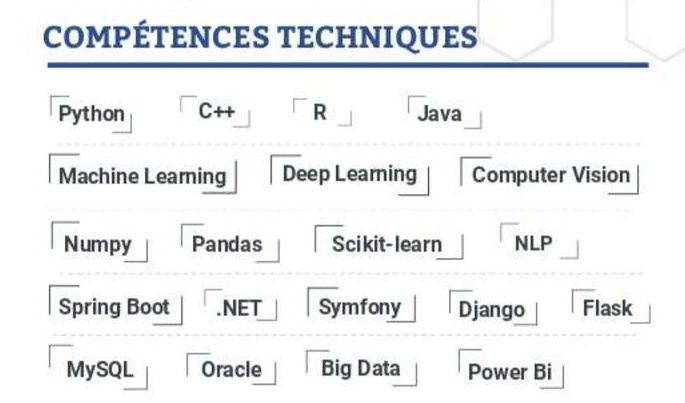 COMPÉTENCES TECHNIQUES
Python C++ R Java
Machine Learning Deep Learning Computer Vision
Numpy Pandas Scikit-learn NLP
Spring Boot .NET Symfony Django Flask
MySQL Oracle Big Data Power Bi